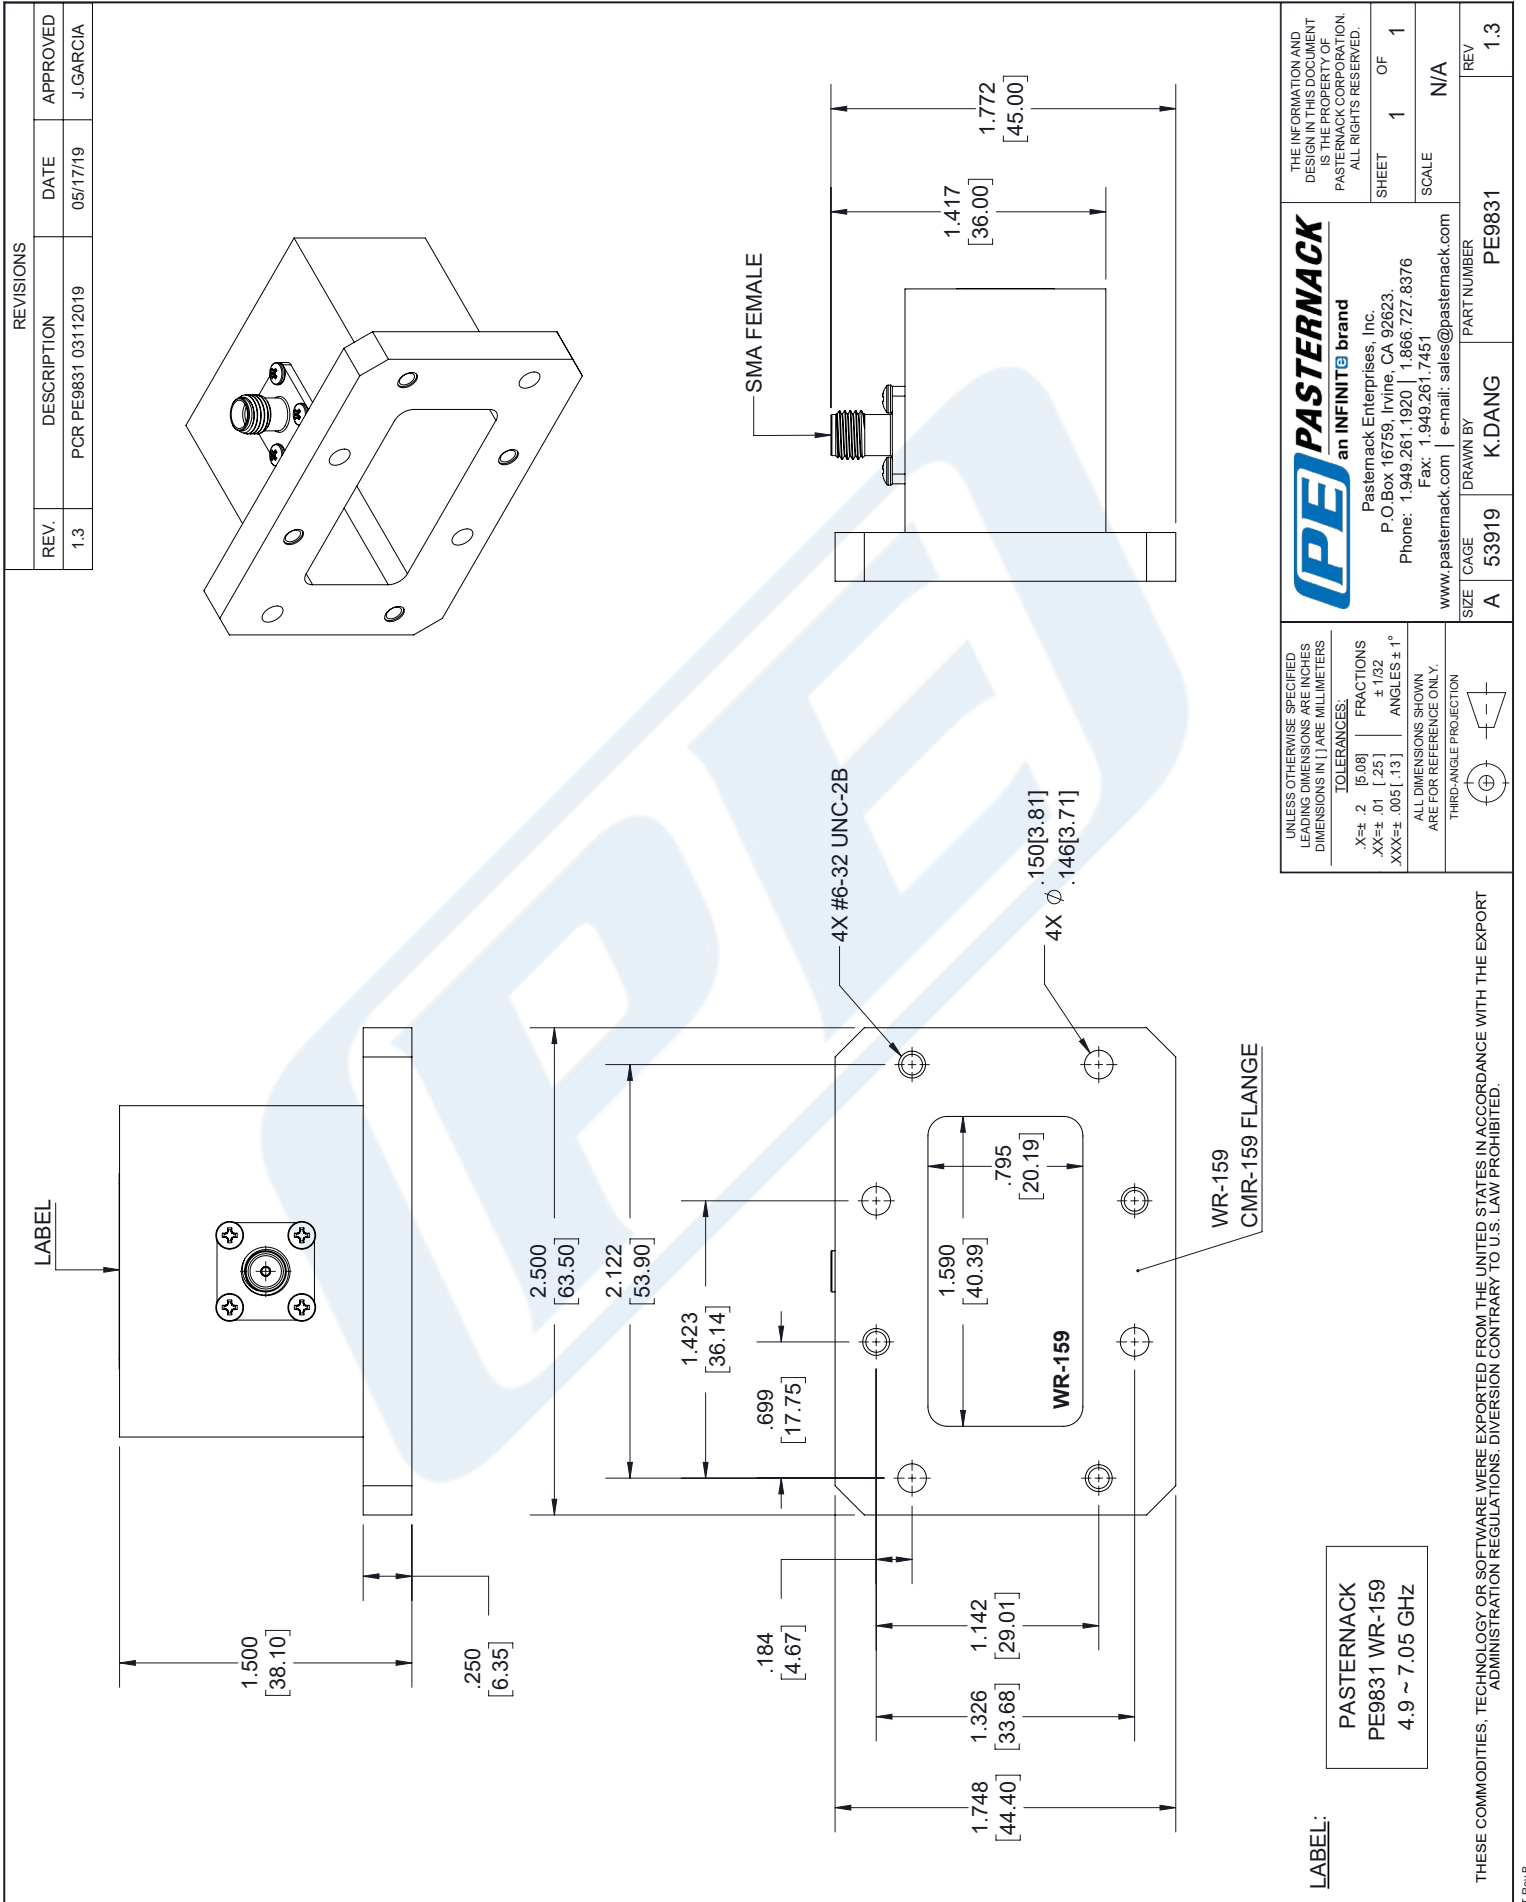 REVISIONS
REV. DESCRIPTION DATE APPROVED
1.3 PCR PE9831 03112019 05/17/19 J.GARCIA
LABEL
1.500
[38.10]
.250
[6.35]
2.500
[63.50]
2.122
[53.90]
1.423
[36.14]
.699
[17.75]
.184
[4.67]
1.142
[29.01]
1.326
[33.68]
1.748
[44.40]
1.590
[40.39]
.795
[20.19]
WR-159
4X #6-32 UNC-2B
4X ∅ .150[3.81]
.146[3.71]
WR-159
CMR-159 FLANGE
SMA FEMALE
1.417
[36.00]
1.772
[45.00]
LABEL:
PASTERNACK
PE9831 WR-159
4.9 ~ 7.05 GHz
THESE COMMODITIES, TECHNOLOGY OR SOFTWARE WERE EXPORTED FROM THE UNITED STATES IN ACCORDANCE WITH THE EXPORT
ADMINISTRATION REGULATIONS. DIVERSION CONTRARY TO U.S. LAW PROHIBITED.
UNLESS OTHERWISE SPECIFIED
LEADING DIMENSIONS ARE INCHES
DIMENSIONS IN [ ] ARE MILLIMETERS
TOLERANCES:
.X=± .2 [5.08] FRACTIONS
.XX=± .01 [ .25 ] ± 1/32
.XXX=± .005 [ .13 ] ANGLES ± 1°
ALL DIMENSIONS SHOWN
ARE FOR REFERENCE ONLY.
THIRD-ANGLE PROJECTION
PE PASTERNACK
an INFINITe brand
Pasternack Enterprises, Inc.
P.O.Box 16759, Irvine, CA 92623.
Phone: 1.949.261.1920 | 1.866.727.8376
Fax: 1.949.261.7451
www.pasternack.com | e-mail: sales@pasternack.com
THE INFORMATION AND
DESIGN IN THIS DOCUMENT
IS THE PROPERTY OF
PASTERNACK CORPORATION.
ALL RIGHTS RESERVED.
SHEET 1 OF 1
SCALE N/A
SIZE A
CAGE 53919
DRAWN BY K.DANG
PART NUMBER PE9831
REV 1.3
PE